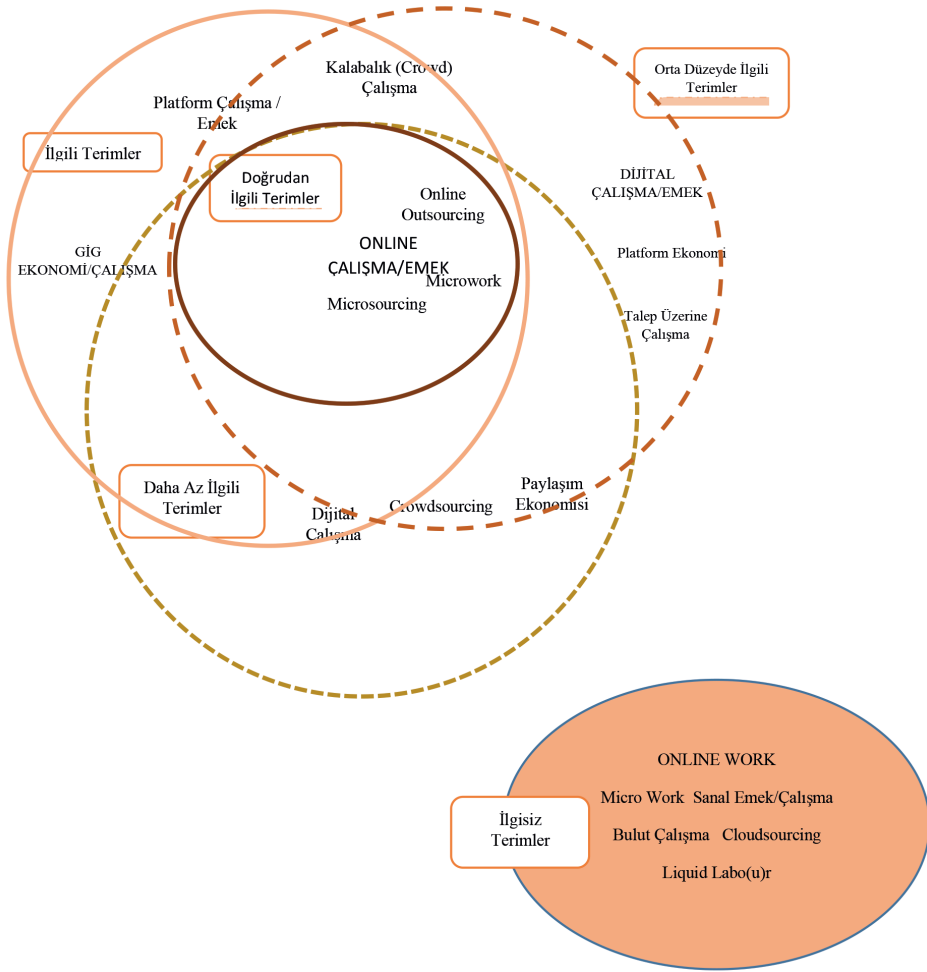 Kalabalık (Crowd)
Çalışma
Orta Düzeyde İlgili
Terimler
Platform Çalışma /
Emek
İlgili Terimler
Doğrudan
İlgili Terimler
DİJİTAL
ÇALIŞMA/EMEK
Online
Outsourcing
GİG
EKONOMİ/ÇALIŞMA
ONLINE
ÇALIŞMA/EMEK
Platform Ekonomi
Microwork
Microsourcing
Talep Üzerine
Çalışma
Daha Az İlgili
Terimler
Dijital
Çalışma
Crowdsourcing
Paylaşım
Ekonomisi
ONLINE WORK
Micro Work Sanal Emek/Çalışma
İlgisiz
Terimler
Bulut Çalışma Cloudsourcing
Liquid Labo(u)r